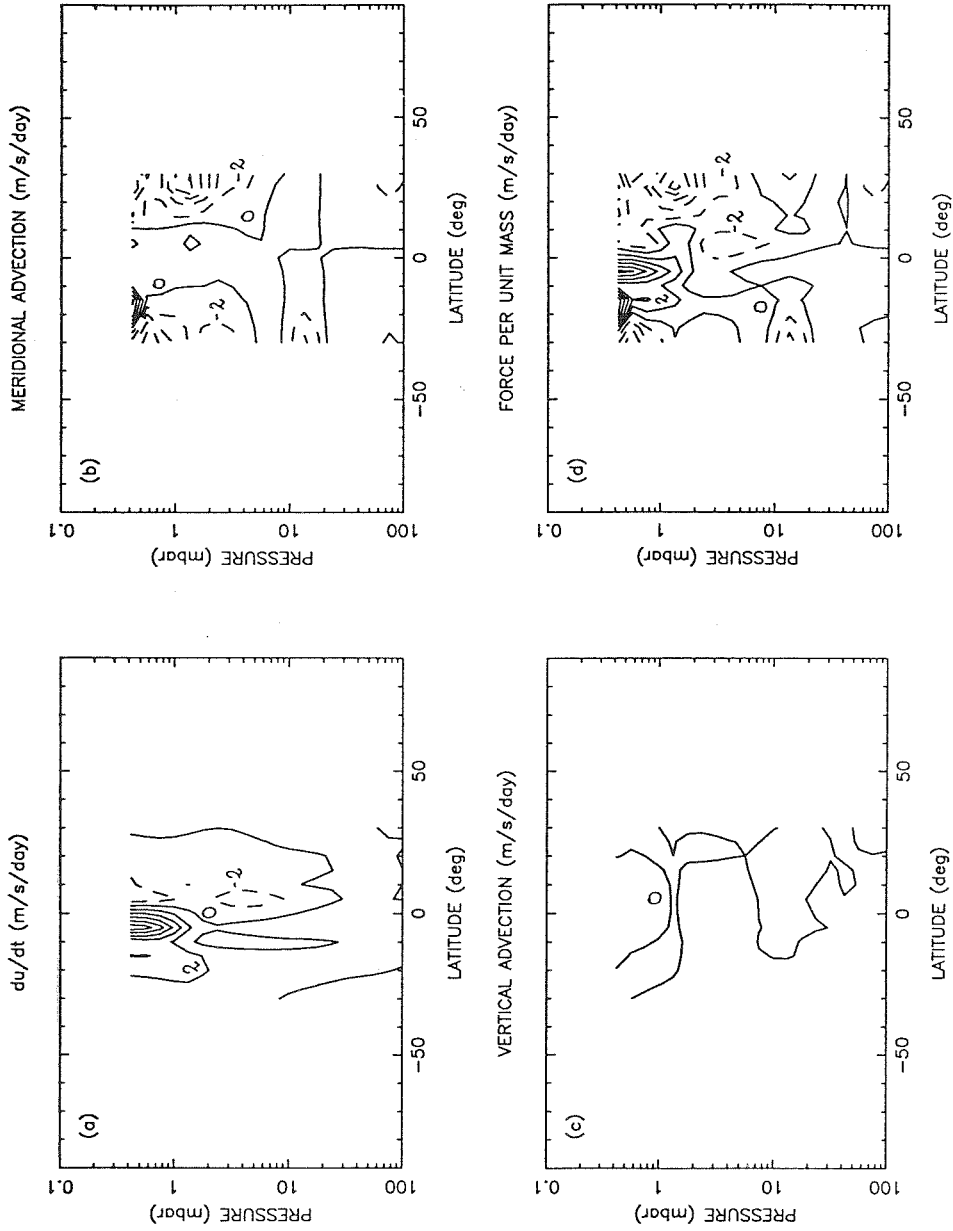 du/dt (m/s/day)
(a)
PRESSURE (mbar)
0.1
1
10
100
2
0
-2
-50
0
50
LATITUDE (deg)
MERIDIONAL ADVECTION (m/s/day)
(b)
PRESSURE (mbar)
0.1
1
10
100
0
-2
0
-2
-50
0
50
LATITUDE (deg)
VERTICAL ADVECTION (m/s/day)
(c)
PRESSURE (mbar)
0.1
1
10
100
0
-50
0
50
LATITUDE (deg)
FORCE PER UNIT MASS (m/s/day)
(d)
PRESSURE (mbar)
0.1
1
10
100
2
0
-2
-2
-50
0
50
LATITUDE (deg)